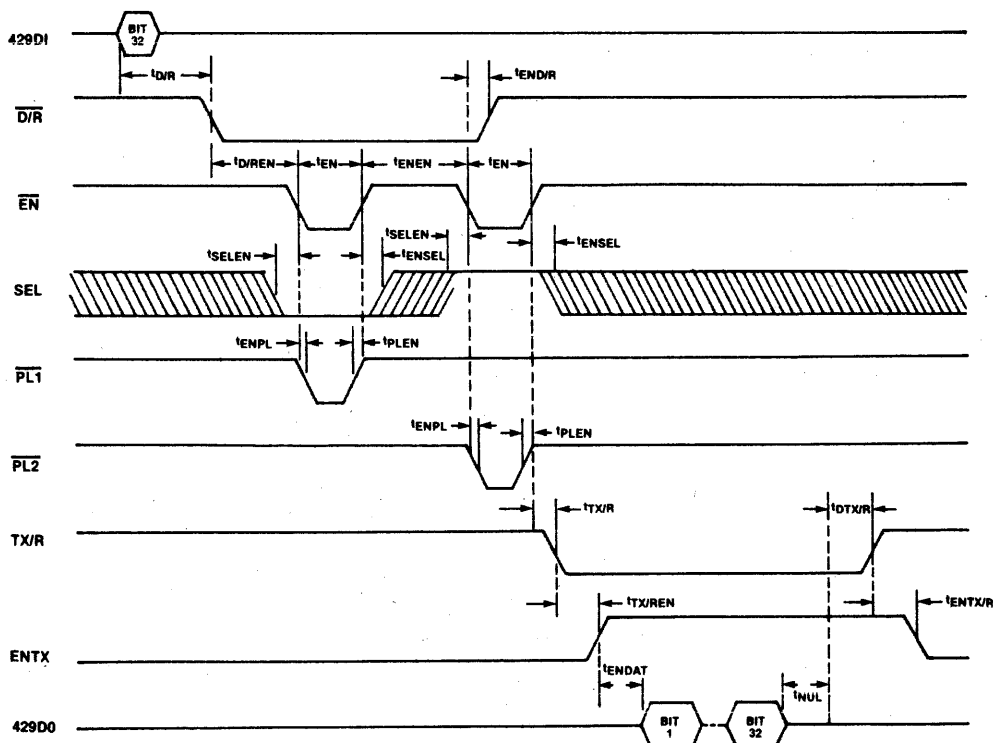 429DI
BIT
32
tD/R
tEND/R
D/R
tD/REN
tEN
tENEN
tEN
EN
tSELEN
tENSEL
tSELEN
tENSEL
SEL
tENPL
tPLEN
PL1
tENPL
tPLEN
PL2
tTX/R
tDTX/R
TX/R
tTX/REN
tENTX/R
ENTX
tENDAT
tNUL
429D0
BIT
1
BIT
32